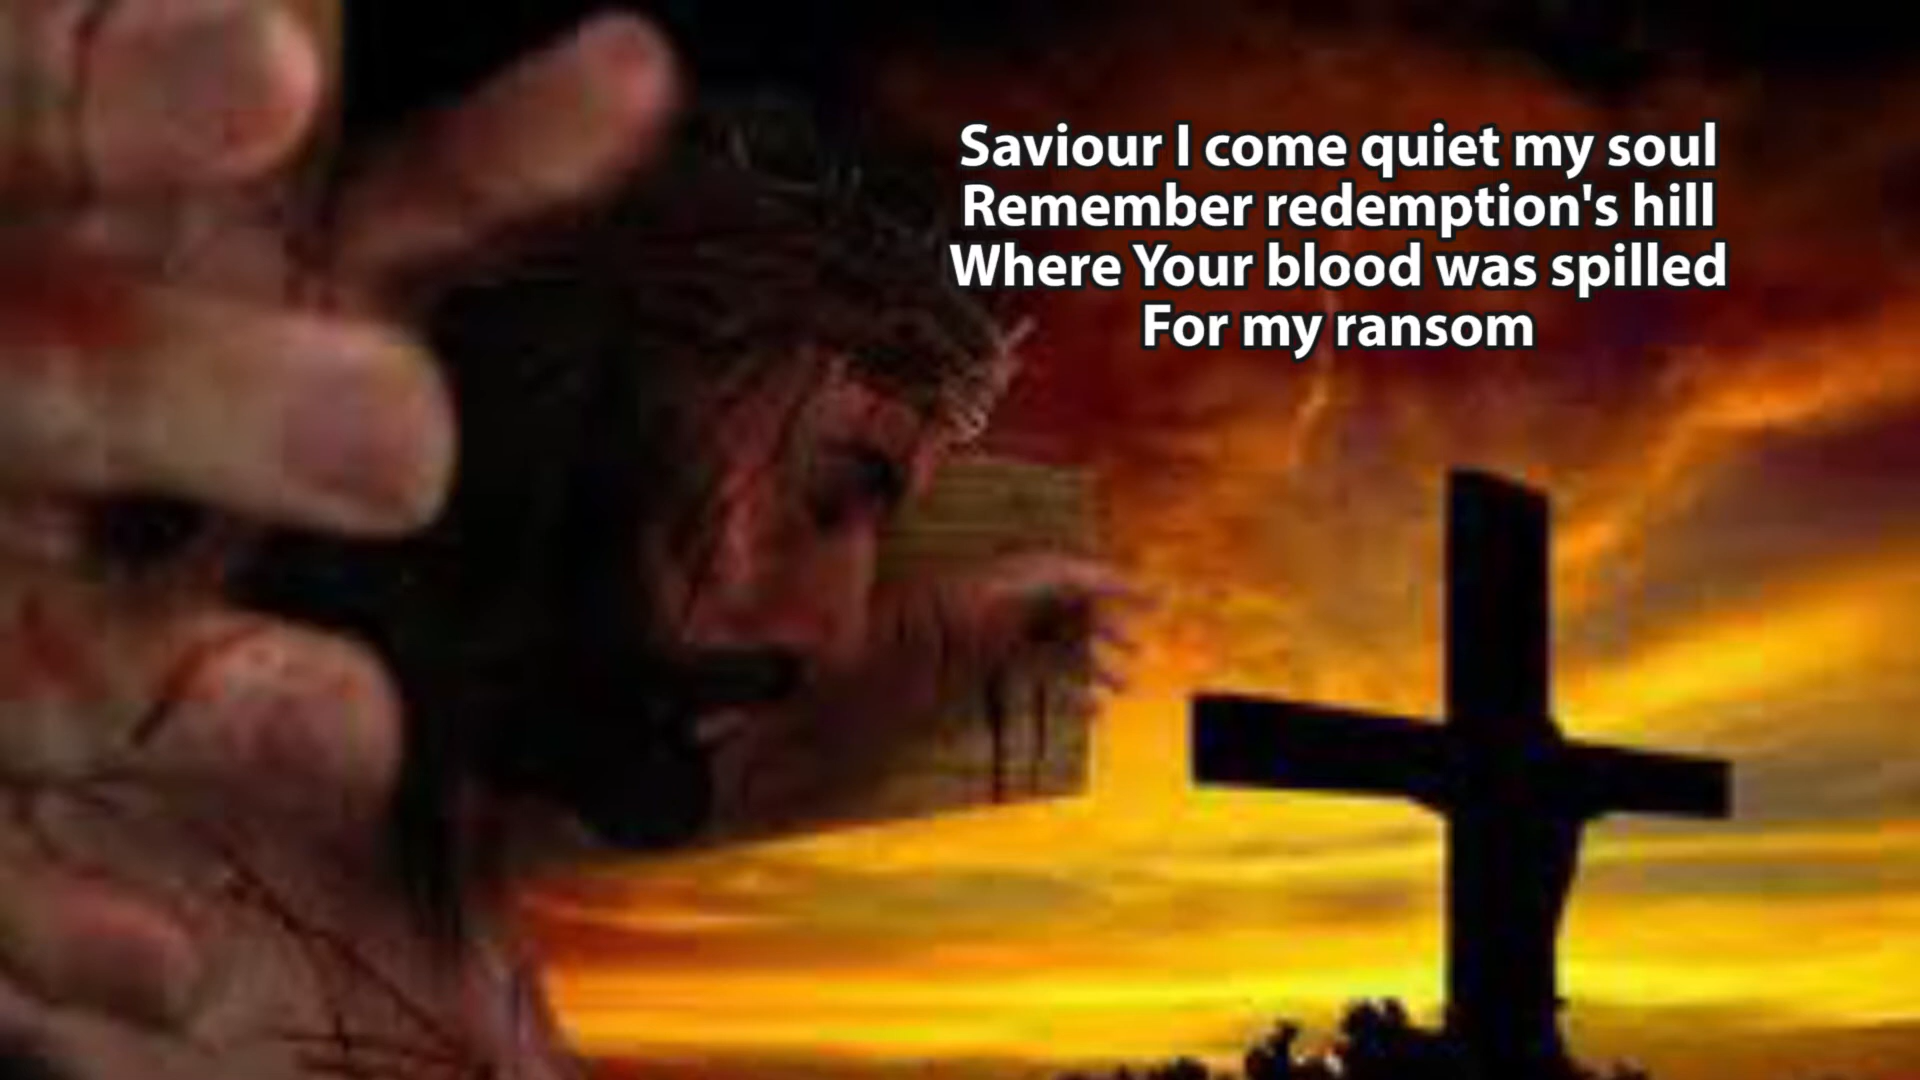 Saviour I come quiet my soul
Remember redemption's hill
Where Your blood was spilled
For my ransom